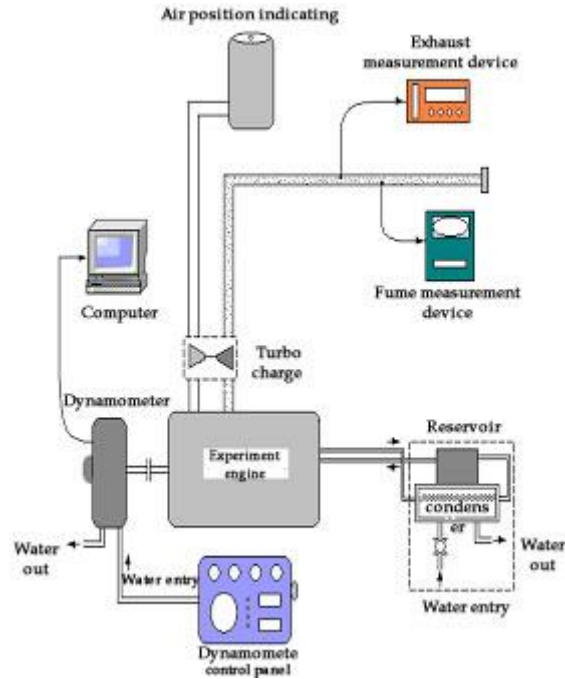 Air position indicating
Exhaust
measurement device
Computer
Fume measurement
device
Turbo
charge
Dynamometer
Experiment
engine
Reservoir
condens
er
Water
out
Water entry
Water
out
Water entry
Dynamomete
control panel